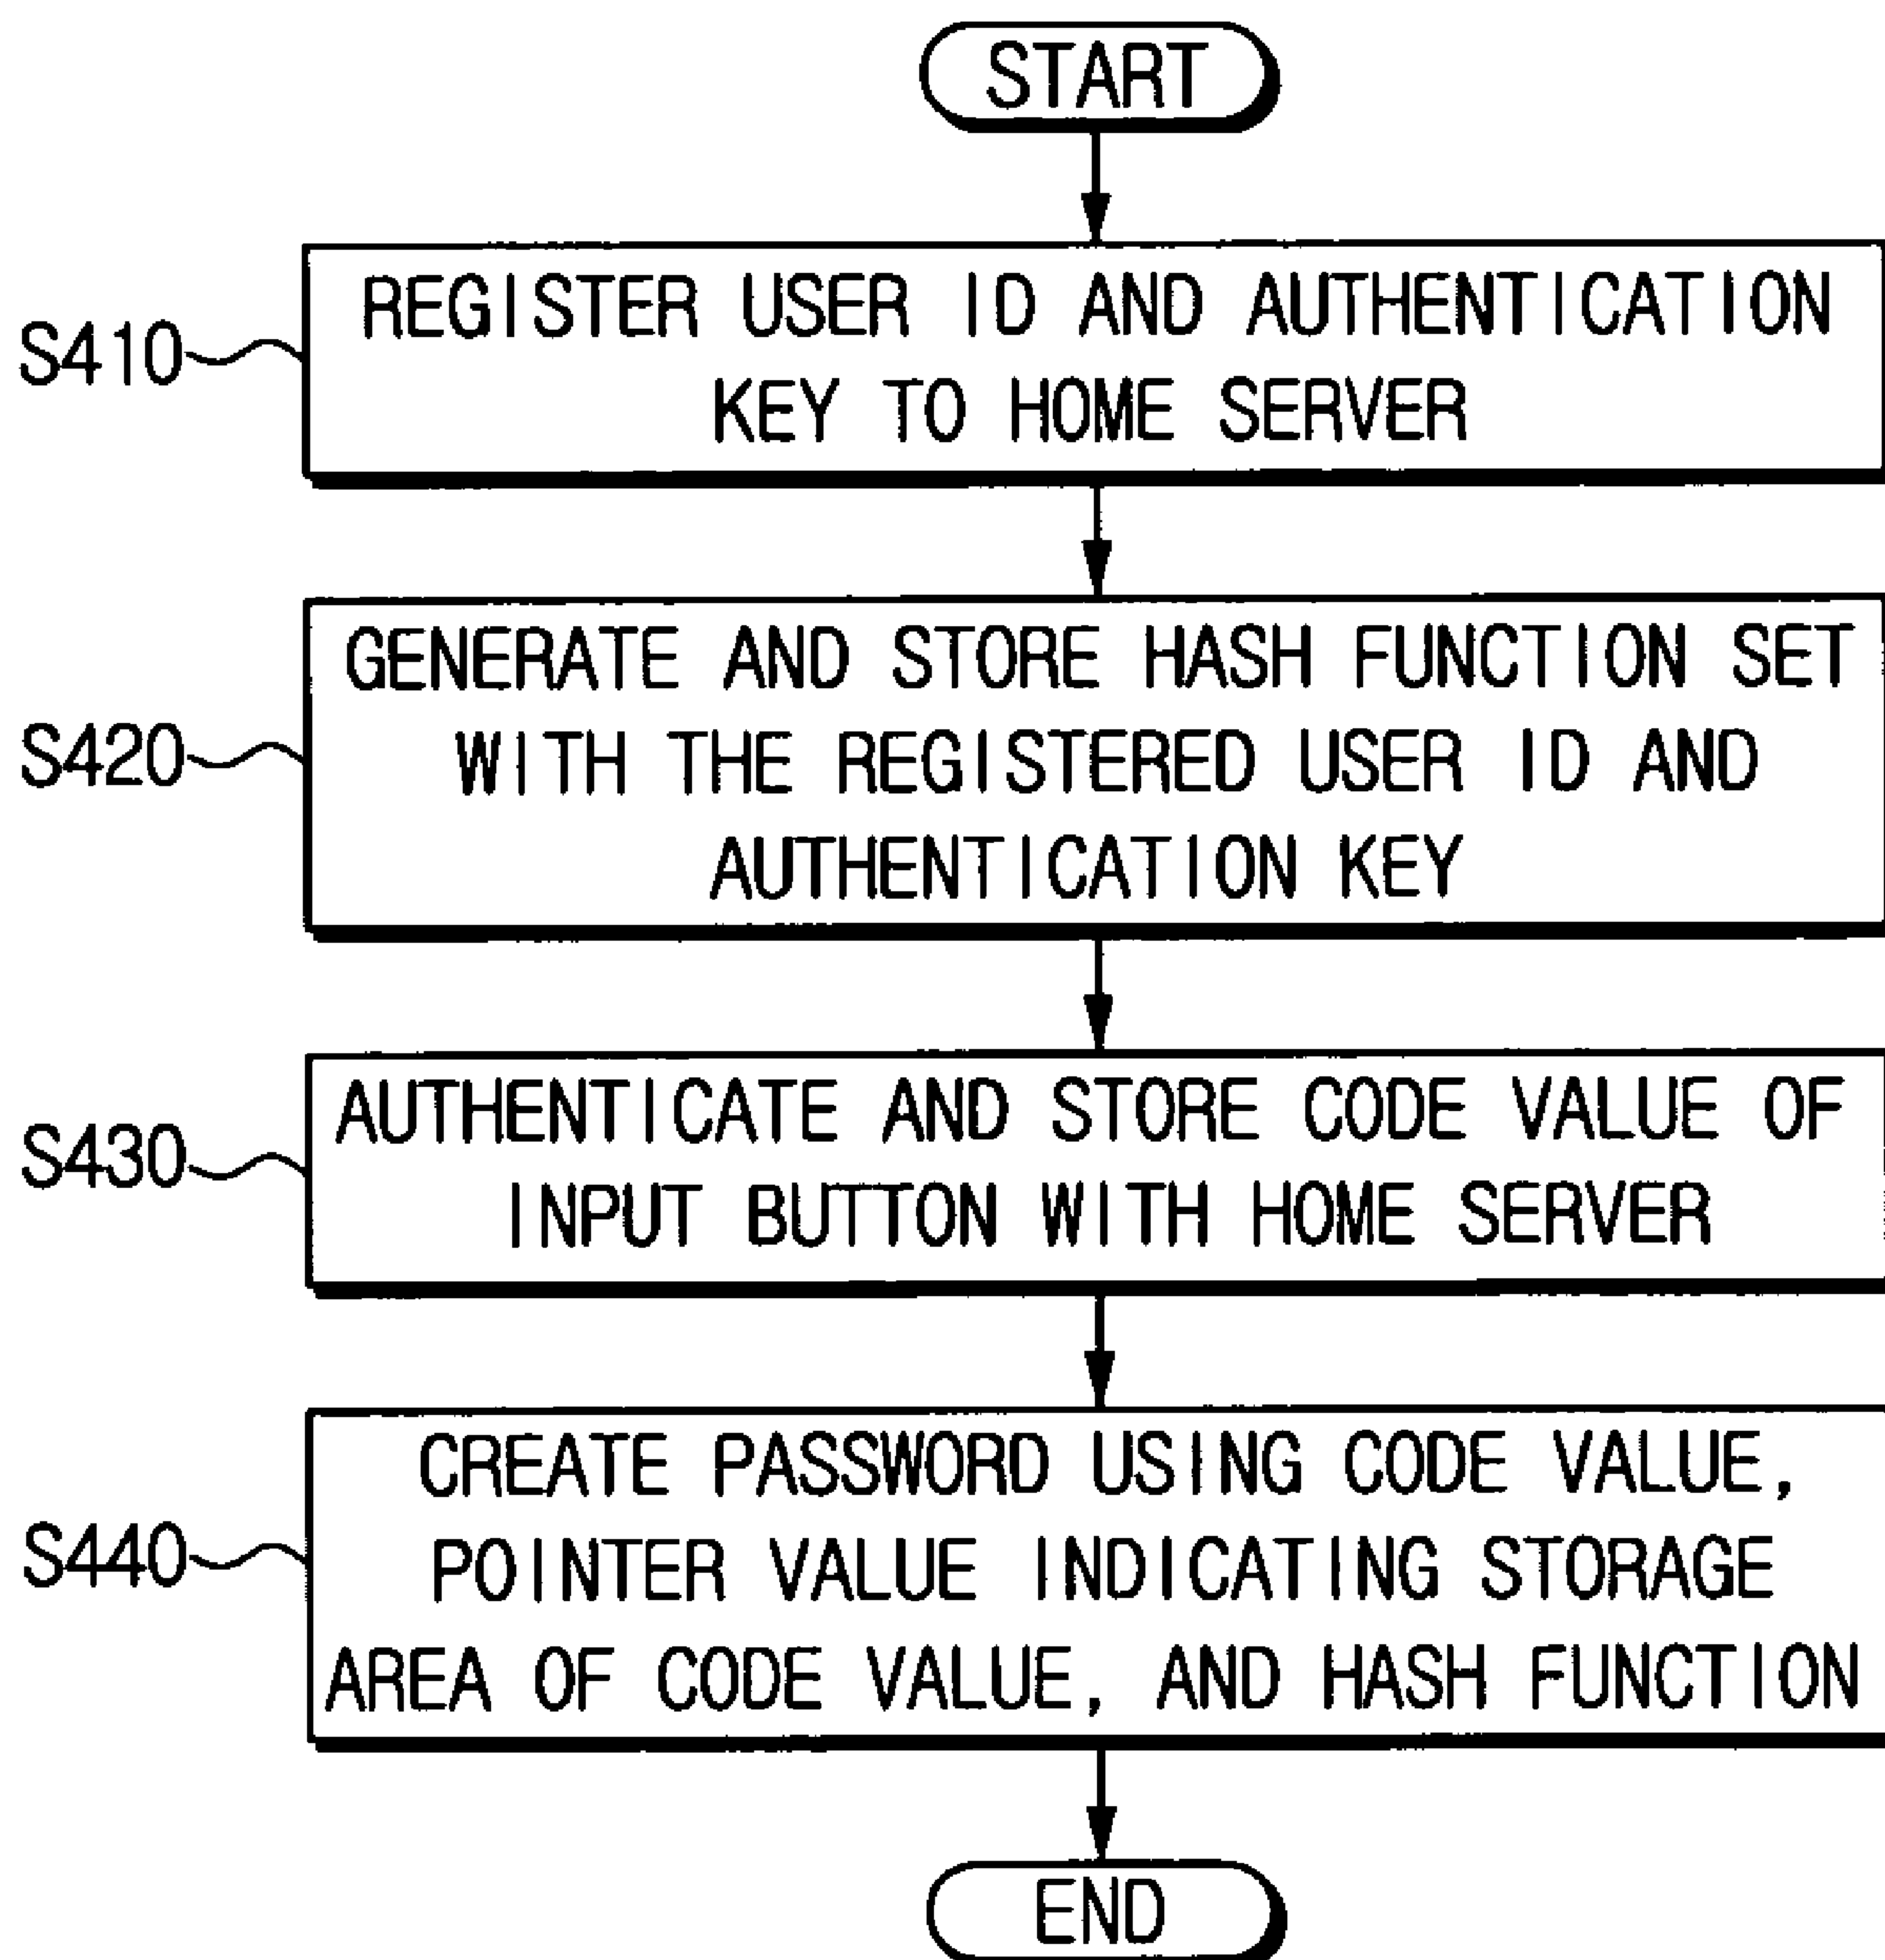 START
S410
REGISTER USER ID AND AUTHENTICATION
KEY TO HOME SERVER
S420
GENERATE AND STORE HASH FUNCTION SET
WITH THE REGISTERED USER ID AND
AUTHENTICATION KEY
S430
AUTHENTICATE AND STORE CODE VALUE OF
INPUT BUTTON WITH HOME SERVER
S440
CREATE PASSWORD USING CODE VALUE,
POINTER VALUE INDICATING STORAGE
AREA OF CODE VALUE, AND HASH FUNCTION
END